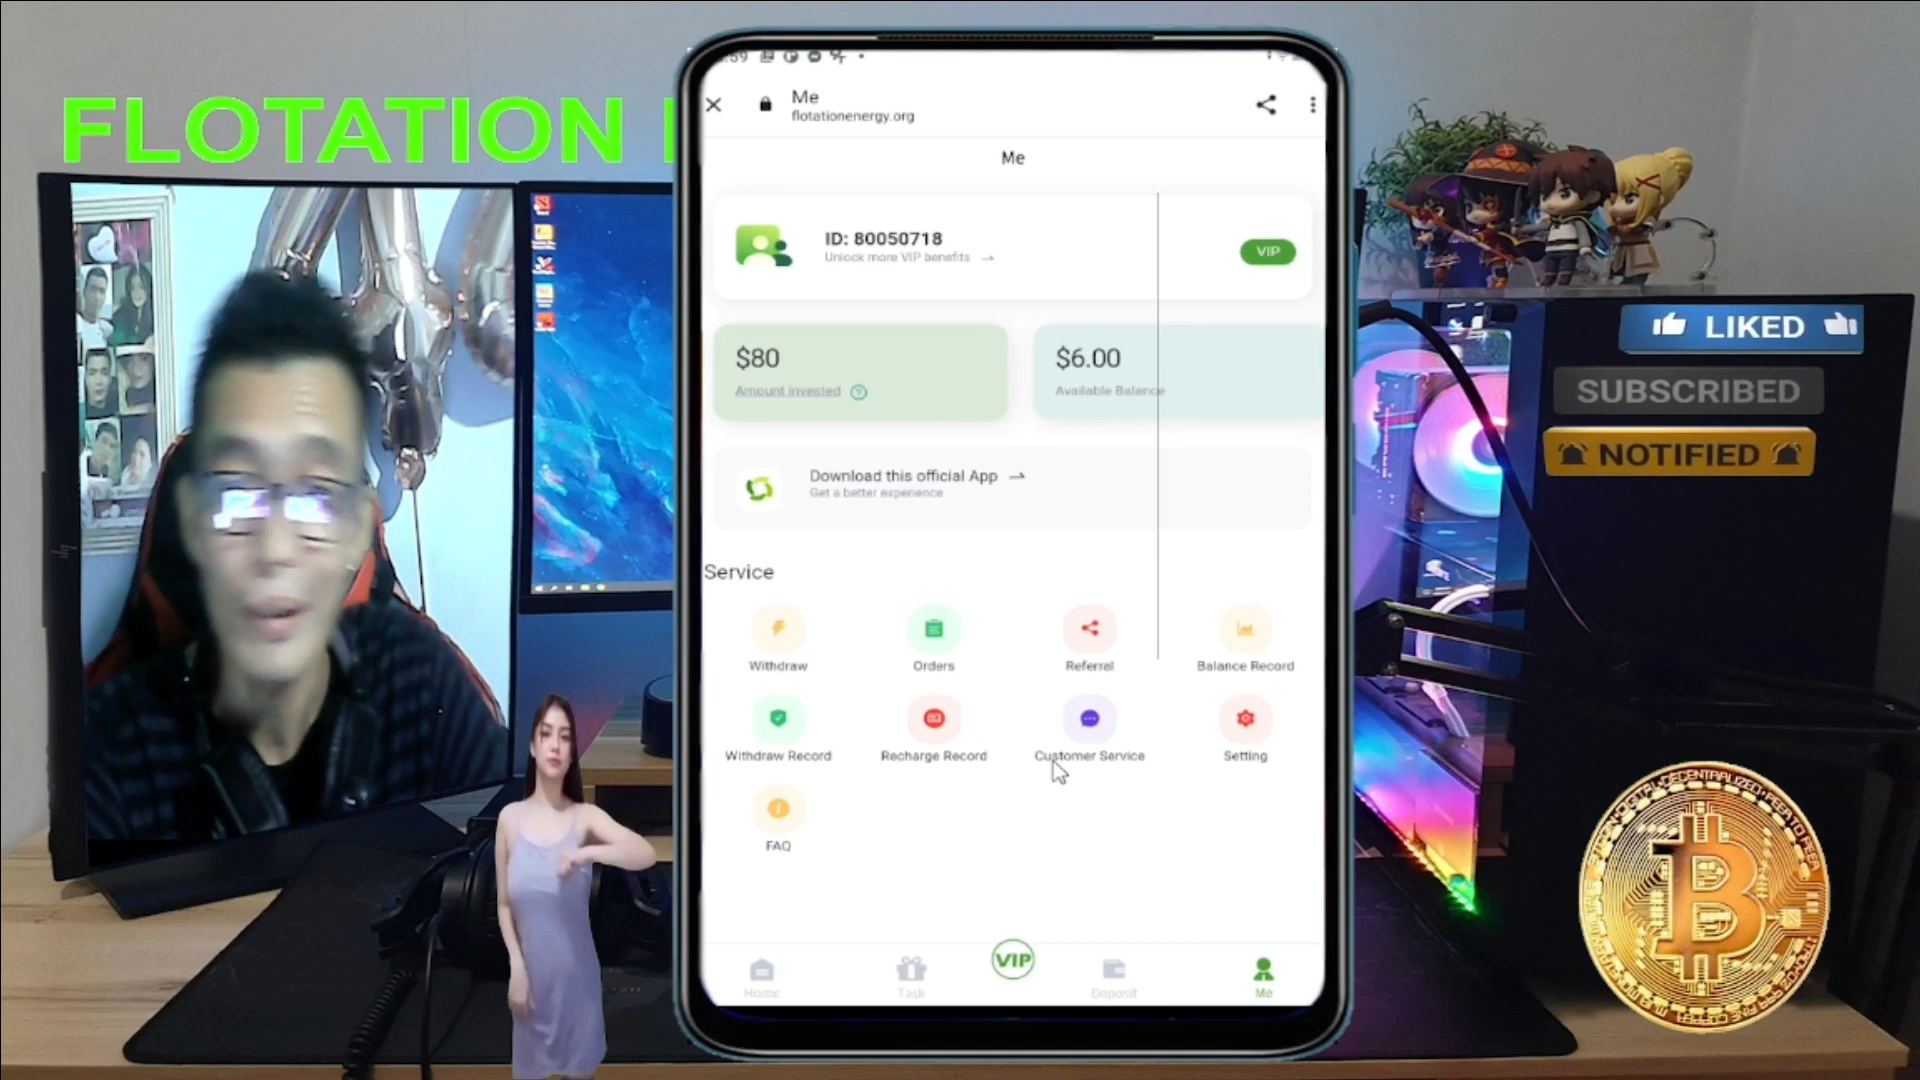 FLOTATION
:59
Me
flotationenergy.org
Me
ID: 80050718
Unlock more VIP benefits
VIP
$80
Amount invested
$6.00
Available Balance
Download this official App
Get a better experience
Service
Withdraw
Orders
Referral
Balance Record
Withdraw Record
Recharge Record
Customer Service
Setting
FAQ
Home
Task
VIP
Deposit
Me
LIKED
SUBSCRIBED
NOTIFIED